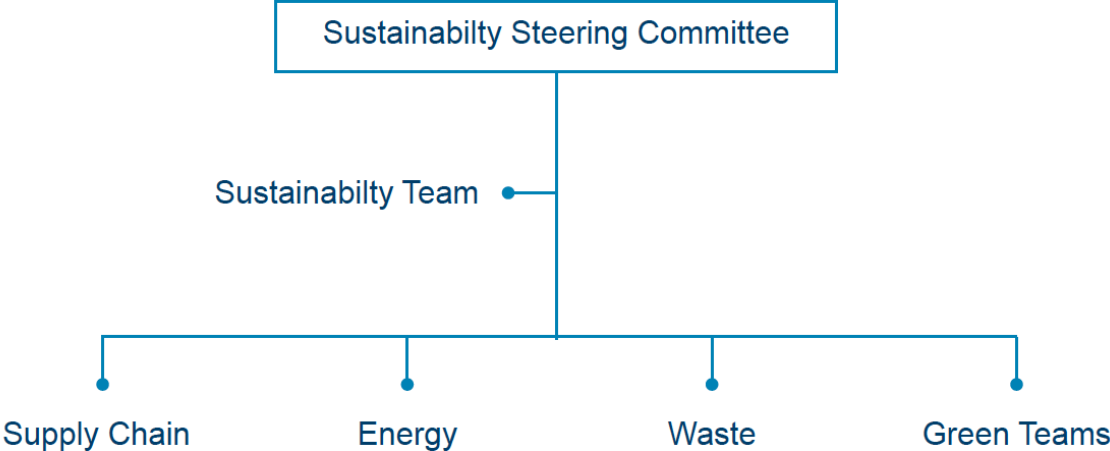 Sustainabilty Steering Committee
Sustainabilty Team
Supply Chain
Energy
Waste
Green Teams